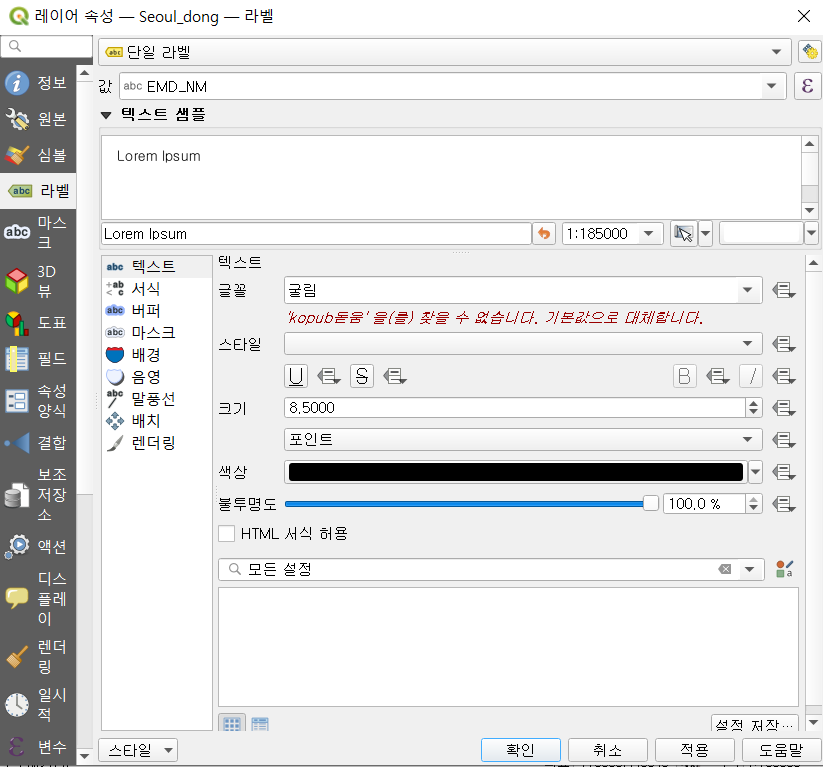 레이어 속성 — Seoul_dong — 라벨
정보
원본
심볼
abc 라벨
abc 마스크
3D 뷰
도표
필드
속성 양식
결합
보조 저장소
액션
디스플레이
렌더링
일시적
변수
abc 단일 라벨
값 abc EMD_NM ε
텍스트 샘플
Lorem Ipsum
Lorem Ipsum 1:185000
abc 텍스트
서식
abc 버퍼
abc 마스크
배경
음영
abc 말풍선
배치
렌더링
텍스트
글꼴 굴림
'kopub돋움' 을(를) 찾을 수 없습니다. 기본값으로 대체합니다.
스타일
U S B I
크기 8,5000
포인트
색상
불투명도 100,0 %
HTML 서식 허용
모든 설정
설정 저장...
스타일 확인 취소 적용 도움말